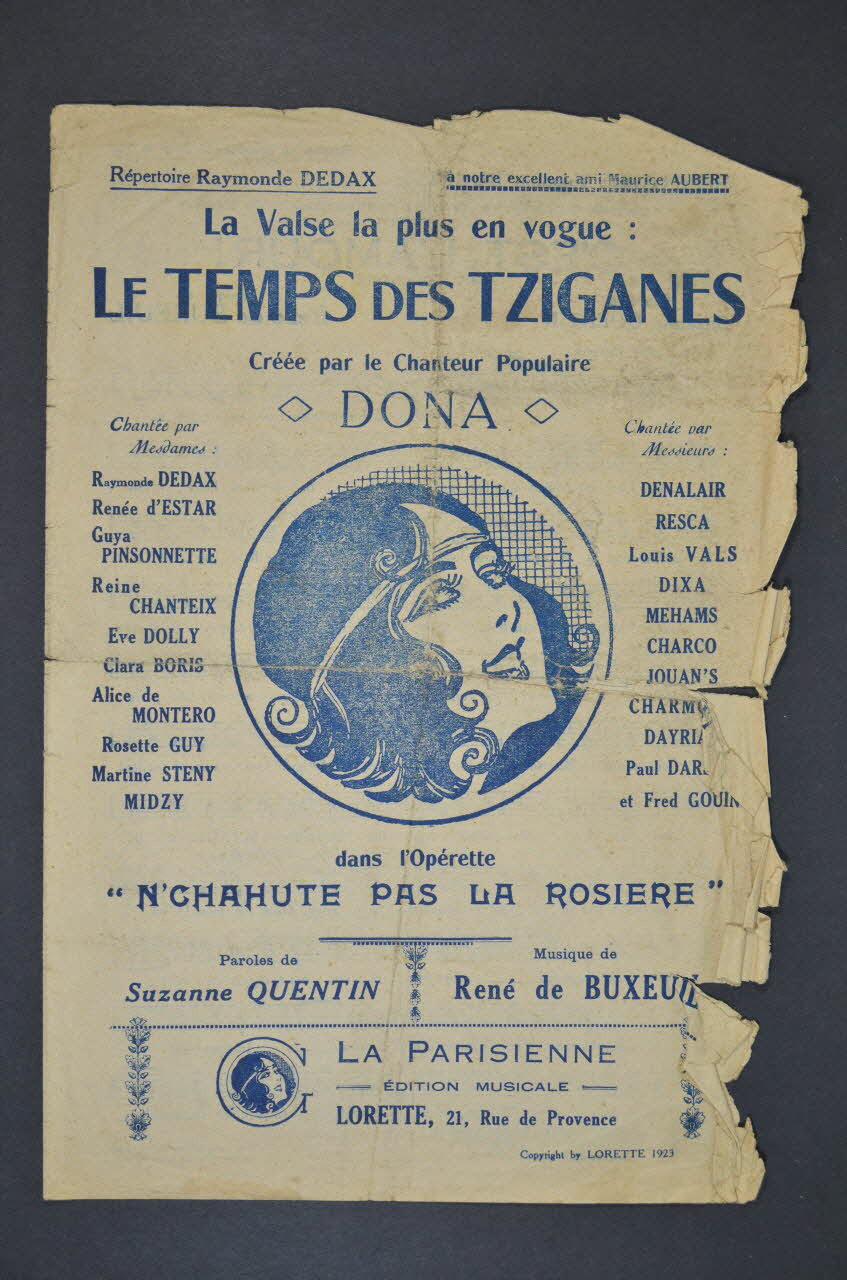 Répertoire Raymonde DEDAX
à notre excellent ami Maurice AUBERT
La Valse la plus en vogue :
LE TEMPS DES TZIGANES
Créée par le Chanteur Populaire
DONA
Chantée par
Mesdames :
Raymonde DEDAX
Renée d'ESTAR
Guya
PINSONNETTE
Reine
CHANTEIX
Eve DOLLY
Clara BORIS
Alice de
MONTERO
Rosette GUY
Martine STENY
MIDZY
Chantée par
Messieurs :
DENALAIR
RESCA
Louis VALS
DIXA
MEHAMS
CHARCO
JOUAN'S
Paul
et Fred GOUIN
dans l'Opérette
" N'CHAHUTE PAS LA ROSIERE "
Paroles de
Suzanne QUENTIN
Musique de
René de BUXEUIL
LA PARISIENNE
ÉDITION MUSICALE
LORETTE, 21, Rue de Provence
Copyright by LORETTE 1923